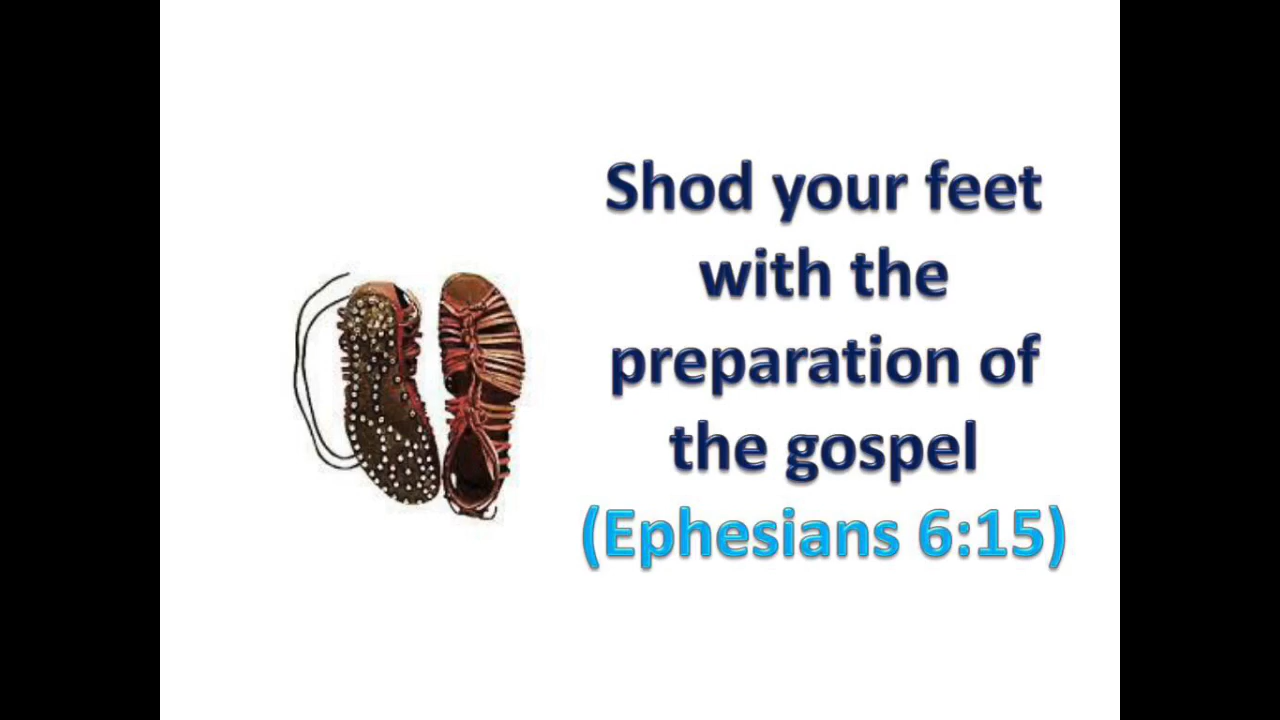 Shod your feet
with the
preparation of
the gospel
(Ephesians 6:15)